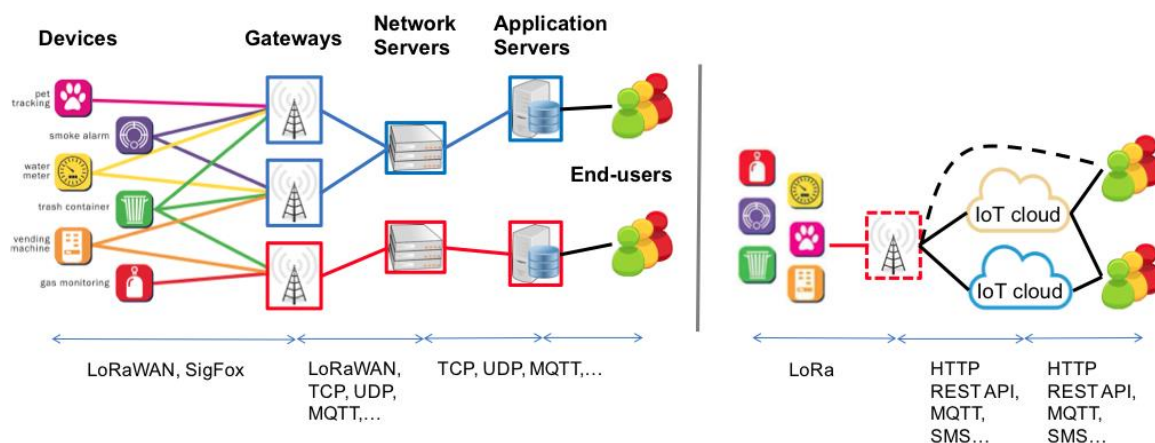 Devices
Gateways
Network
Servers
Application
Servers
pet
tracking
smoke alarm
water
meter
trash container
vending
machine
gas monitoring
End-users
LoRaWAN, SigFox
LoRaWAN,
TCP, UDP,
MQTT,...
TCP, UDP, MQTT,...
IoT cloud
IoT cloud
LoRa
HTTP
REST API,
MQTT,
SMS...
HTTP
REST API,
MQTT,
SMS...